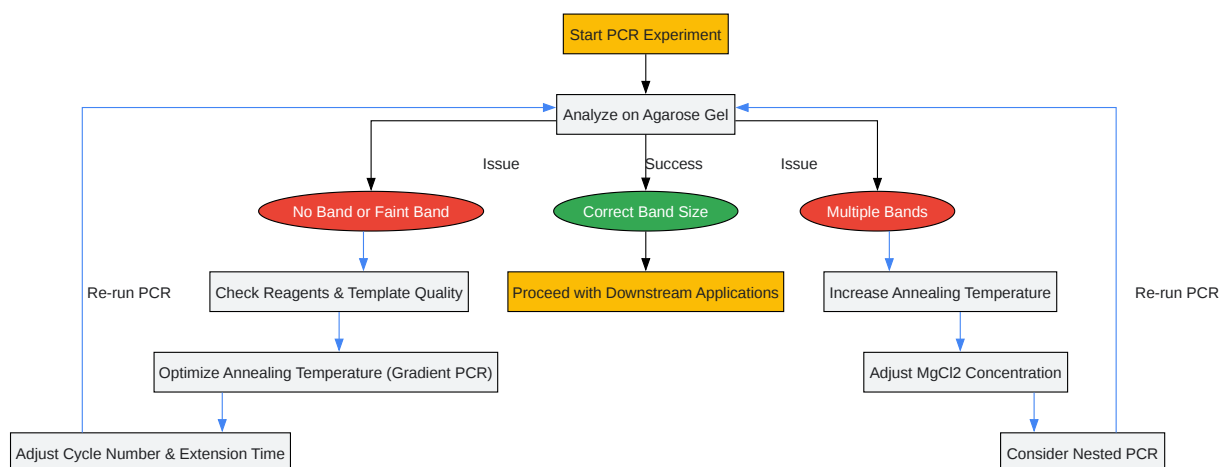 Start PCR Experiment
Analyze on Agarose Gel
Issue
Success
Issue
No Band or Faint Band
Correct Band Size
Multiple Bands
Re-run PCR
Check Reagents & Template Quality
Proceed with Downstream Applications
Increase Annealing Temperature
Re-run PCR
Optimize Annealing Temperature (Gradient PCR)
Adjust MgCl2 Concentration
Adjust Cycle Number & Extension Time
Consider Nested PCR